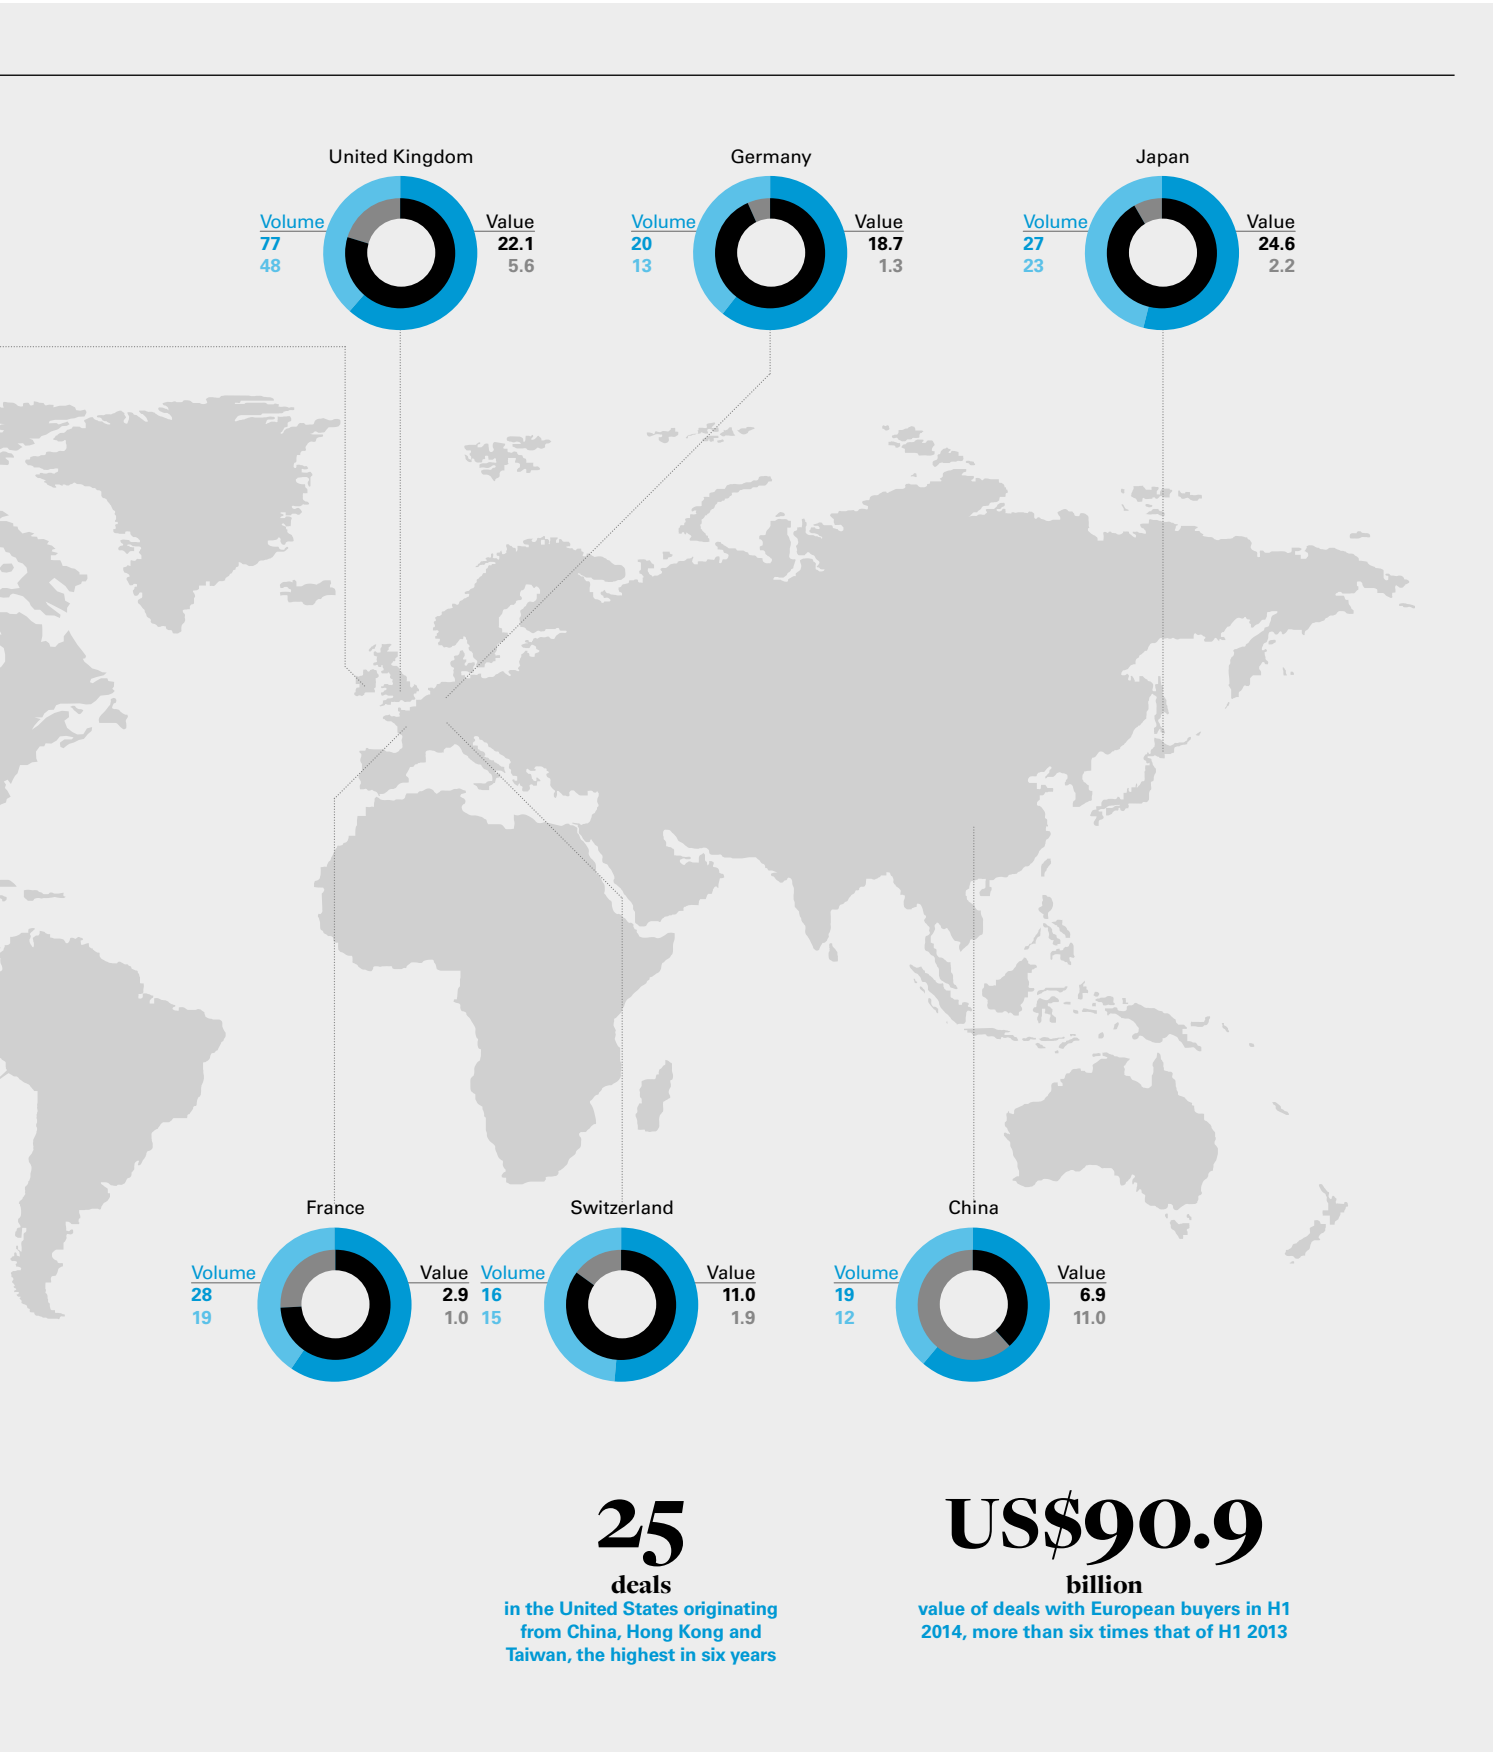 United Kingdom
Volume
77
48
Value
22.1
5.6
Germany
Volume
20
13
Value
18.7
1.3
Japan
Volume
27
23
Value
24.6
2.2
France
Volume
28
19
Value
2.9
1.0
Switzerland
Volume
16
15
Value
11.0
1.9
China
Volume
19
12
Value
6.9
11.0
25
deals
in the United States originating
from China, Hong Kong and
Taiwan, the highest in six years
US$90.9
billion
value of deals with European buyers in H1
2014, more than six times that of H1 2013